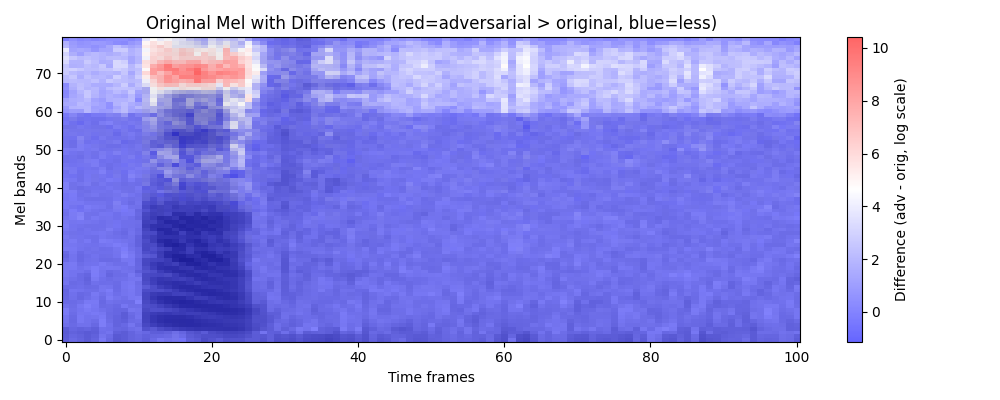 Original Mel with Differences (red=adversarial > original, blue=less)
Mel bands
70
60
50
40
30
20
10
0
0 20 40 60 80 100
Time frames
10
8
6
4
2
0
Difference (adv - orig, log scale)